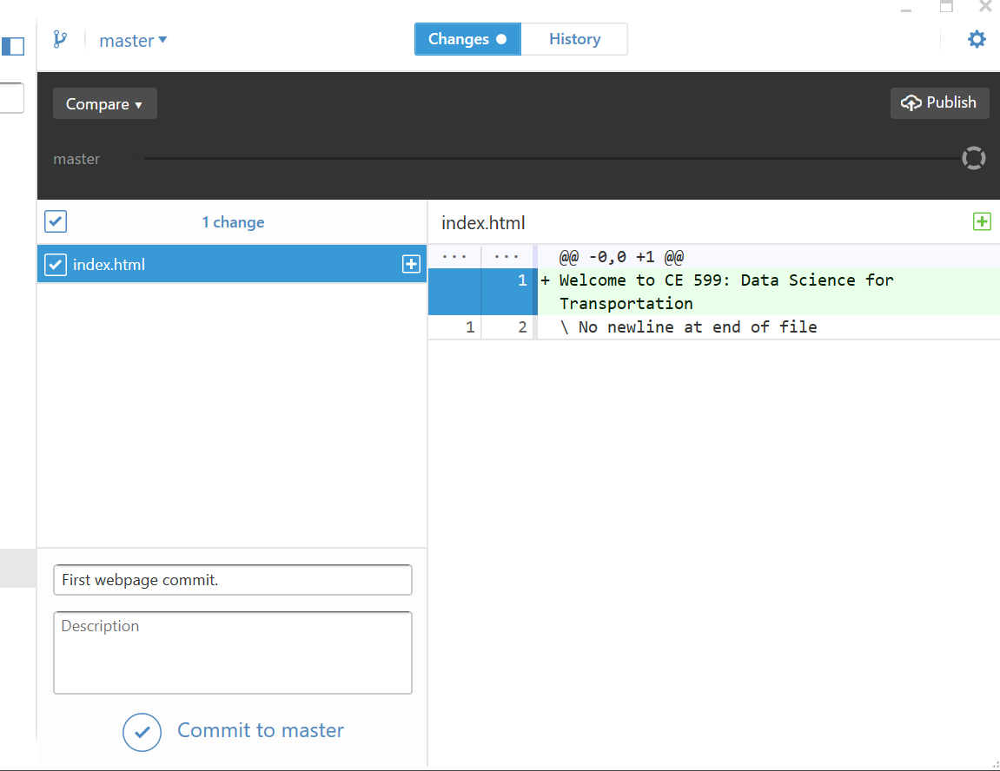 master
Changes
History
Compare
Publish
master
1 change
index.html
index.html
... ... @@ -0,0 +1 @@
1 + Welcome to CE 599: Data Science for
Transportation
1 2 \ No newline at end of file
First webpage commit.
Description
Commit to master